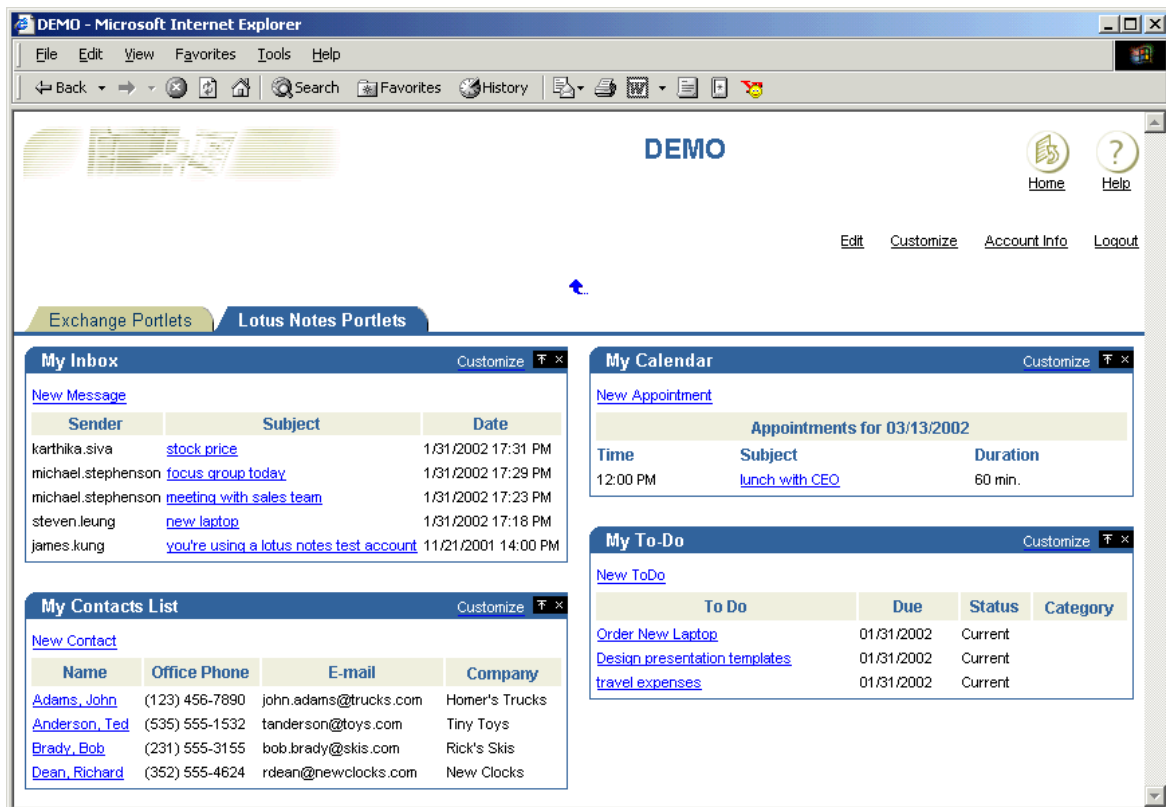 DEMO - Microsoft Internet Explorer
File Edit View Favorites Tools Help
Back Search Favorites History
DEMO
Home Help
Edit Customize Account Info Logout
Exchange Portlets Lotus Notes Portlets
My Inbox Customize
New Message
Sender Subject Date
karthika.siva stock price 1/31/2002 17:31 PM
michael.stephenson focus group today 1/31/2002 17:29 PM
michael.stephenson meeting with sales team 1/31/2002 17:23 PM
steven.leung new laptop 1/31/2002 17:18 PM
james.kung you're using a lotus notes test account 11/21/2001 14:00 PM
My Contacts List Customize
New Contact
Name Office Phone E-mail Company
Adams, John (123) 456-7890 john.adams@trucks.com Homer's Trucks
Anderson, Ted (535) 555-1532 tanderson@toys.com Tiny Toys
Brady, Bob (231) 555-3155 bob.brady@skis.com Rick's Skis
Dean, Richard (352) 555-4624 rdean@newclocks.com New Clocks
My Calendar Customize
New Appointment
Appointments for 03/13/2002
Time Subject Duration
12:00 PM lunch with CEO 60 min.
My To-Do Customize
New ToDo
To Do Due Status Category
Order New Laptop 01/31/2002 Current
Design presentation templates 01/31/2002 Current
travel expenses 01/31/2002 Current